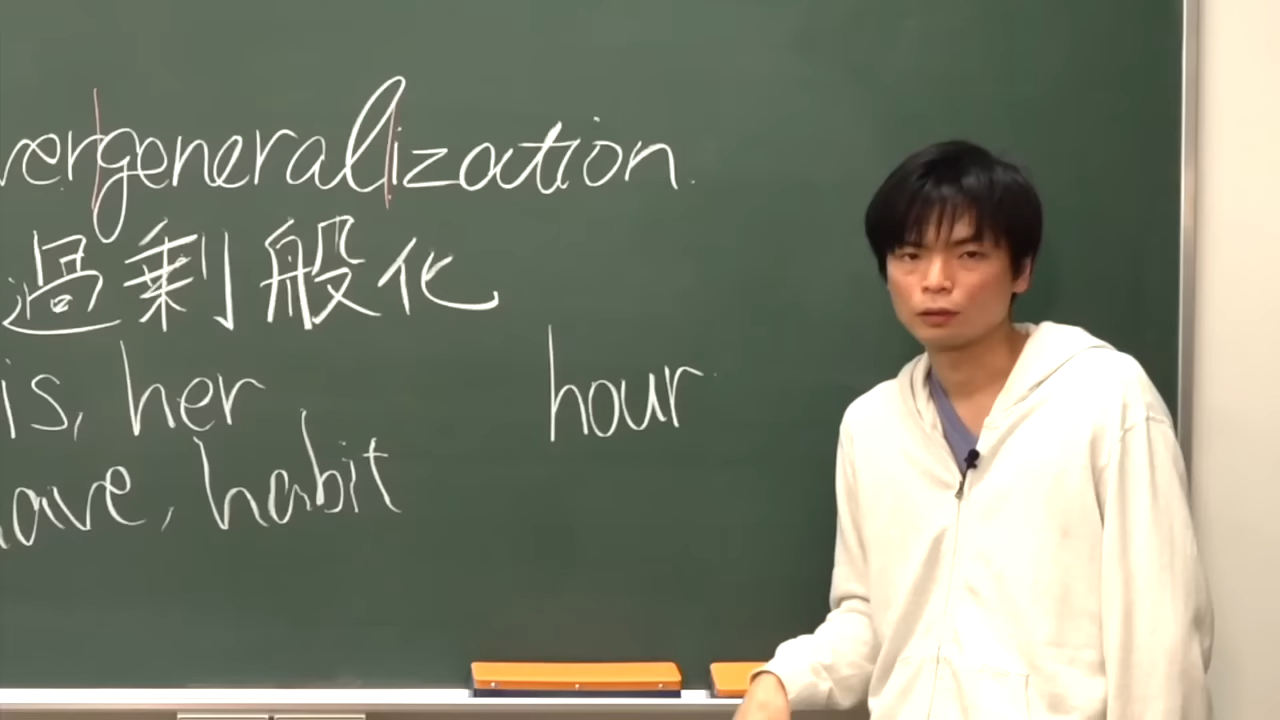 vergeneralization
過剰般化
is, her
hour
ave, habit